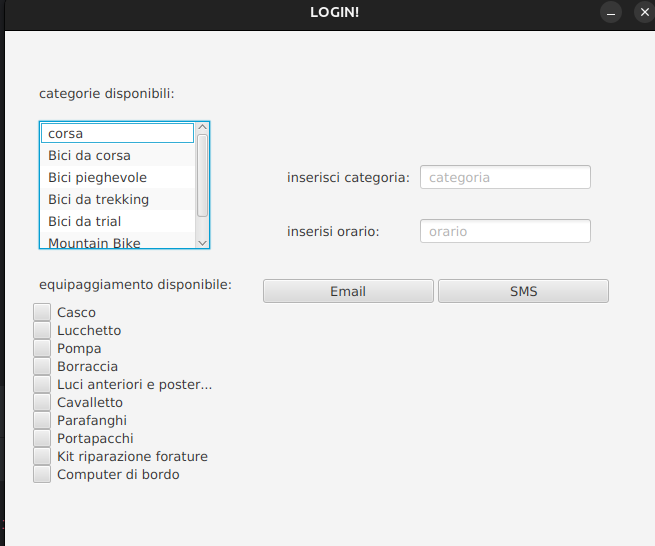 LOGIN!
categorie disponibili:
corsa
Bici da corsa
Bici pieghevole
Bici da trekking
Bici da trial
Mountain Bike
inserisci categoria:
categoria
inserisi orario:
orario
equipaggiamento disponibile:
Email
SMS
Casco
Lucchetto
Pompa
Borraccia
Luci anteriori e poster...
Cavalletto
Parafanghi
Portapacchi
Kit riparazione forature
Computer di bordo